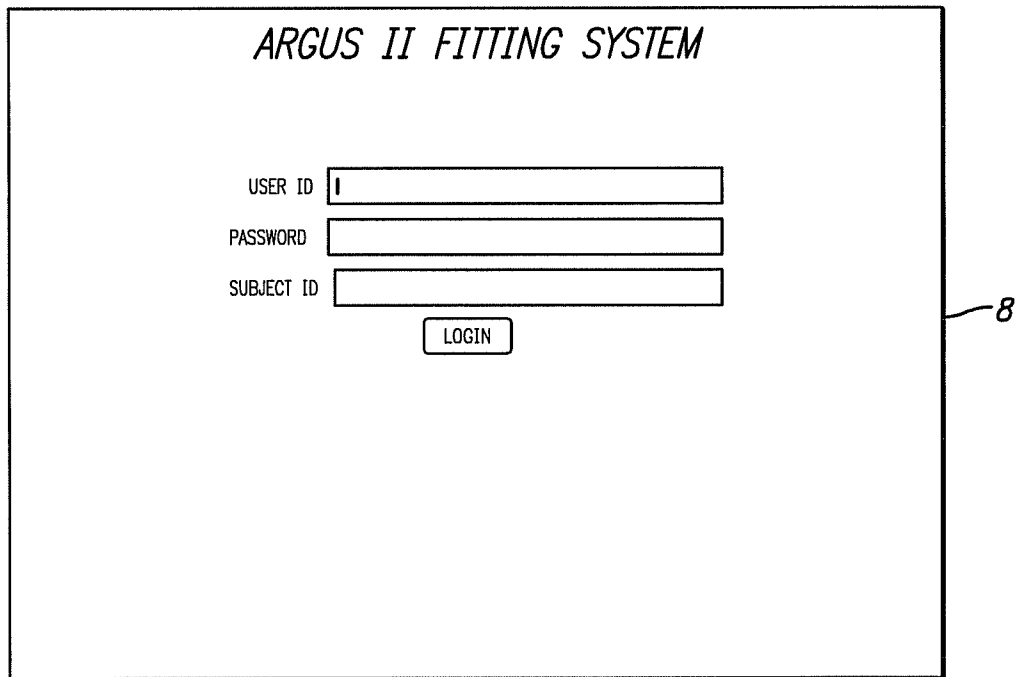 ARGUS II FITTING SYSTEM
USER ID
PASSWORD
SUBJECT ID
8
LOGIN